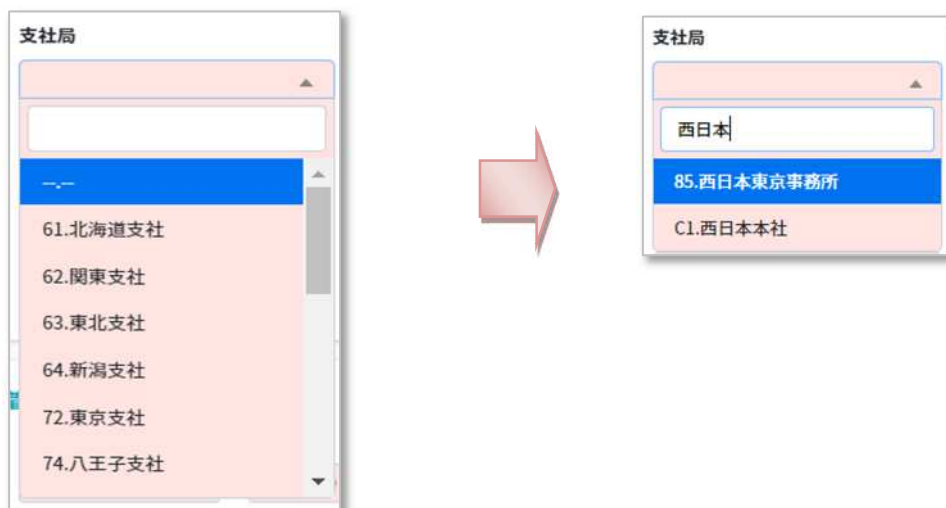 支社局
--.--
61.北海道支社
62.関東支社
63.東北支社
64.新潟支社
72.東京支社
74.八王子支社
支社局
西日本
85.西日本東京事務所
C1.西日本本社